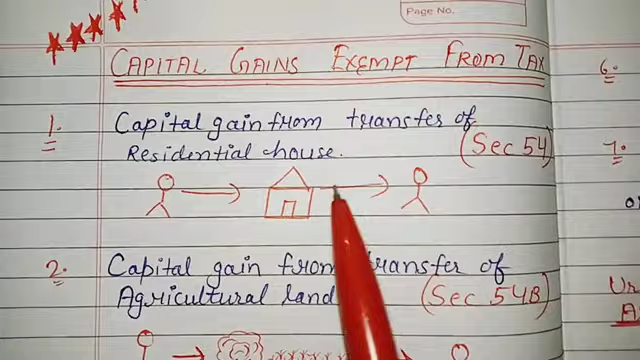 Page No.
CAPITAL GAINS EXEMPT FROM TAX
1. Capital gain from transfer of
Residential house. (Sec 54)
2. Capital gain from transfer of
Agricultural land (Sec 54B)
6.
7.